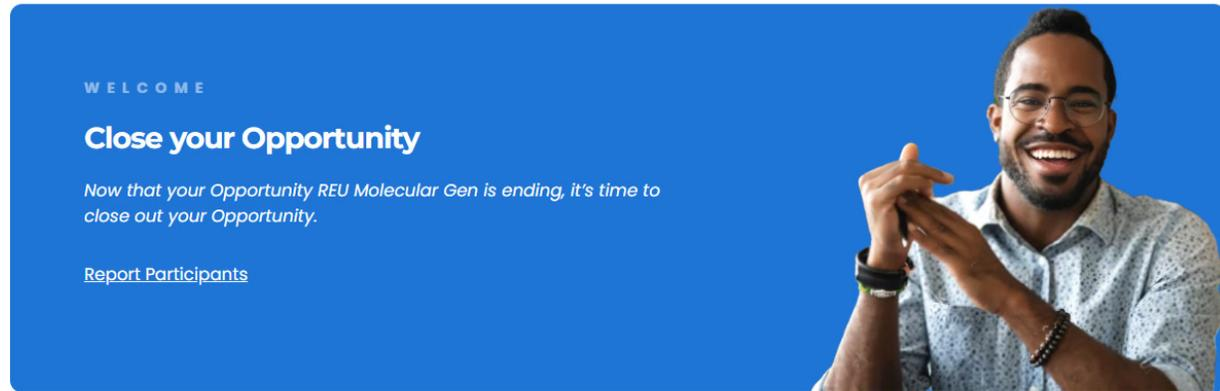 WELCOME
Close your Opportunity
Now that your Opportunity REU Molecular Gen is ending, it's time to
close out your Opportunity.
Report Participants